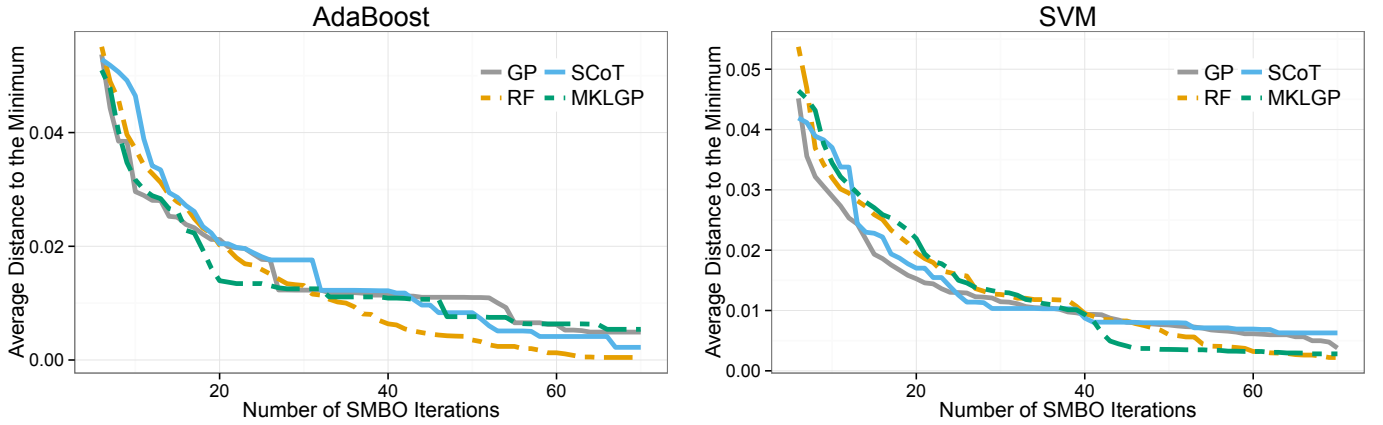 AdaBoost
Average Distance to the Minimum
0.04
0.02
0.00
GP SCoT
RF MKLGP
20 40 60
Number of SMBO Iterations
SVM
Average Distance to the Minimum
0.05
0.04
0.03
0.02
0.01
0.00
GP SCoT
RF MKLGP
20 40 60
Number of SMBO Iterations